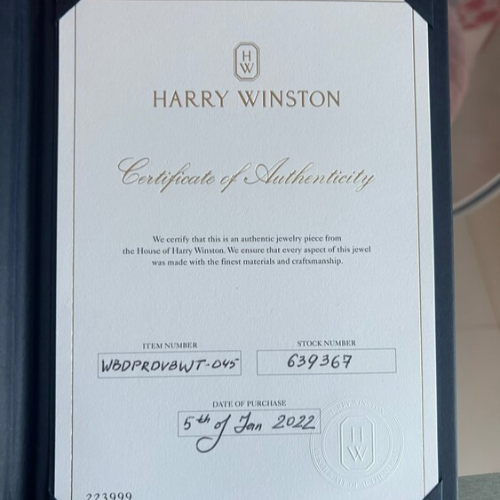 H
W
HARRY WINSTON
Certificate of Authenticity
We certify that this is an authentic jewelry piece from
the House of Harry Winston. We ensure that every aspect of this jewel
was made with the finest materials and craftsmanship.
ITEM NUMBER
WBDPRDVBWT-045
STOCK NUMBER
639367
DATE OF PURCHASE
5th of Jan 2022
H
W
223999